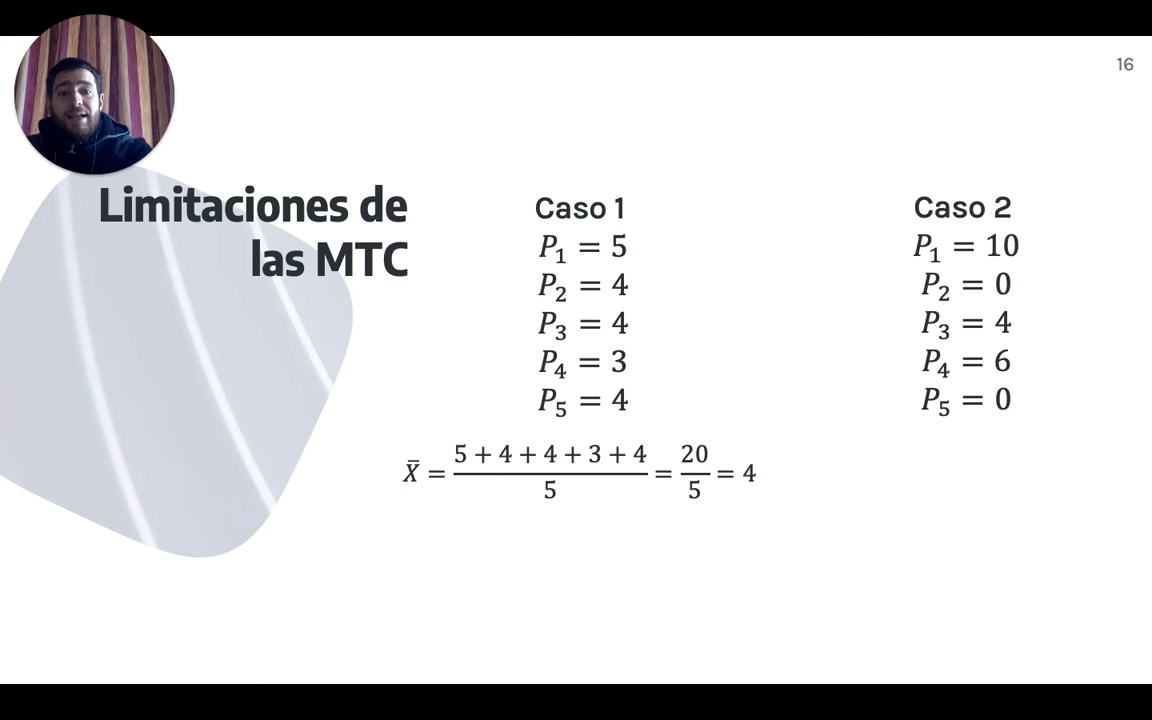 16
Limitaciones de
las MTC
Caso 1
P₁ = 5
P₂ = 4
P₃ = 4
P₄ = 3
P₅ = 4
Caso 2
P₁ = 10
P₂ = 0
P₃ = 4
P₄ = 6
P₅ = 0
X̄ = (5 + 4 + 4 + 3 + 4)/5 = 20/5 = 4